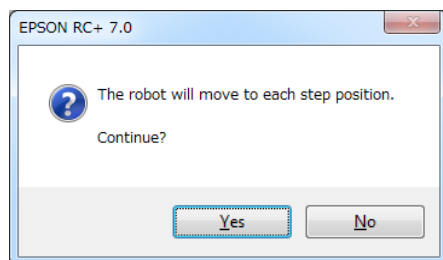 EPSON RC+ 7.0
The robot will move to each step position.
Continue?
Yes
No